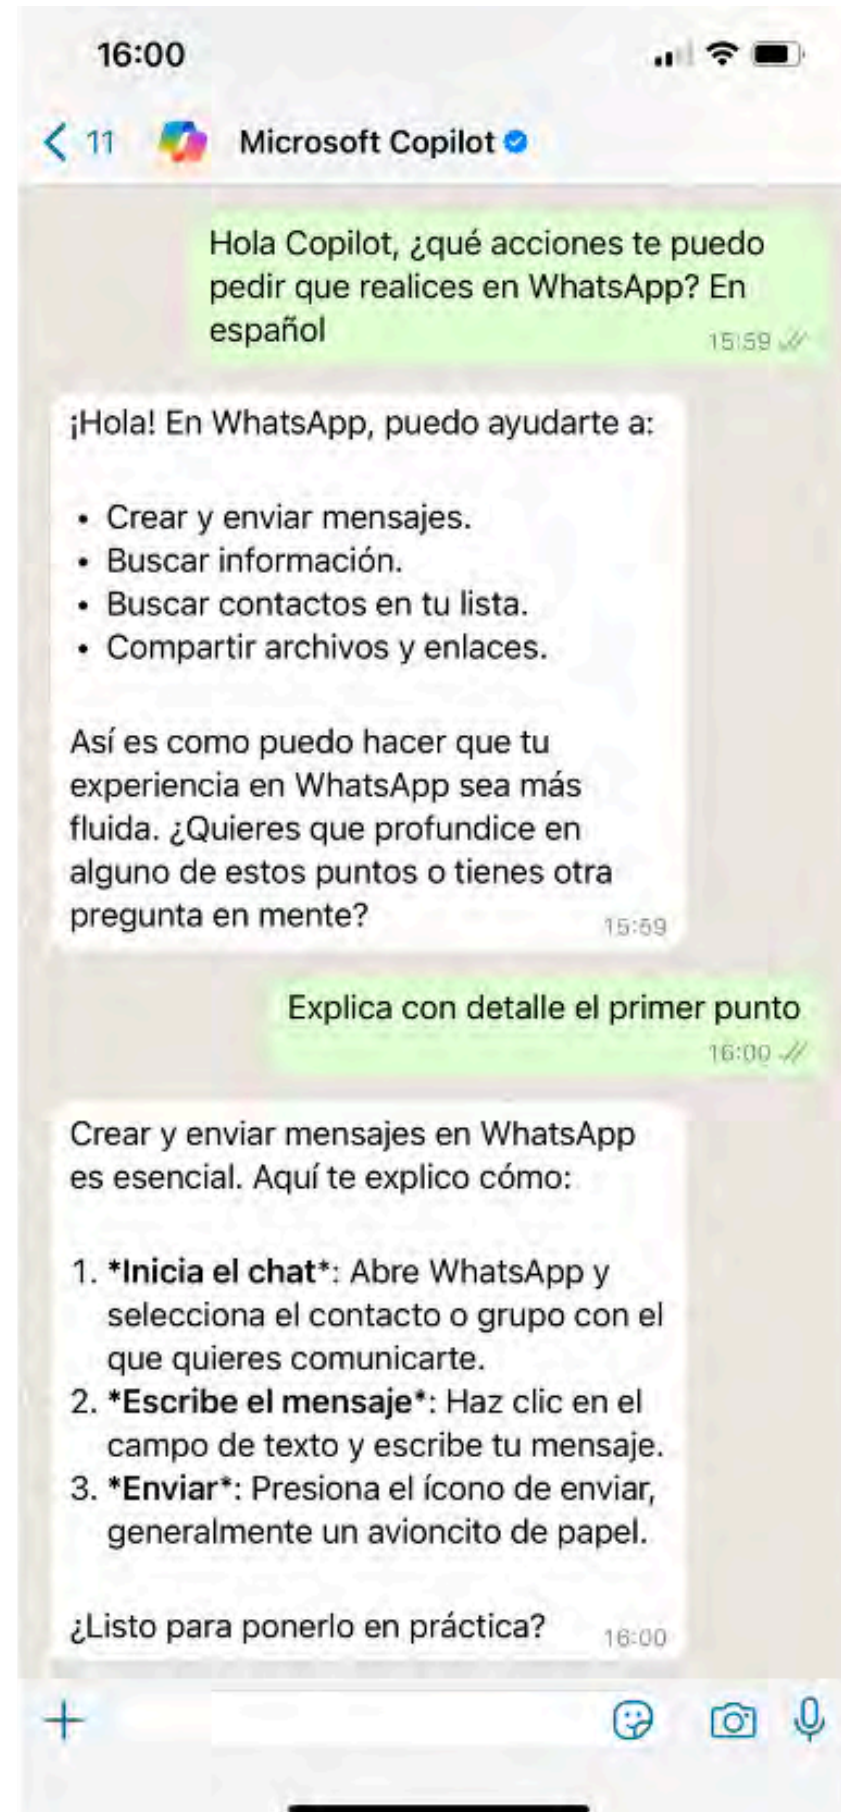 16:00
11 Microsoft Copilot
Hola Copilot, ¿qué acciones te puedo
pedir que realices en WhatsApp? En
español
15:59
¡Hola! En WhatsApp, puedo ayudarte a:
• Crear y enviar mensajes.
• Buscar información.
• Buscar contactos en tu lista.
• Compartir archivos y enlaces.
Así es como puedo hacer que tu
experiencia en WhatsApp sea más
fluida. ¿Quieres que profundice en
alguno de estos puntos o tienes otra
pregunta en mente?
15:59
Explica con detalle el primer punto
16:00
Crear y enviar mensajes en WhatsApp
es esencial. Aquí te explico cómo:
1. *Inicia el chat*: Abre WhatsApp y
selecciona el contacto o grupo con el
que quieres comunicarte.
2. *Escribe el mensaje*: Haz clic en el
campo de texto y escribe tu mensaje.
3. *Enviar*: Presiona el ícono de enviar,
generalmente un avioncito de papel.
¿Listo para ponerlo en práctica?
16:00